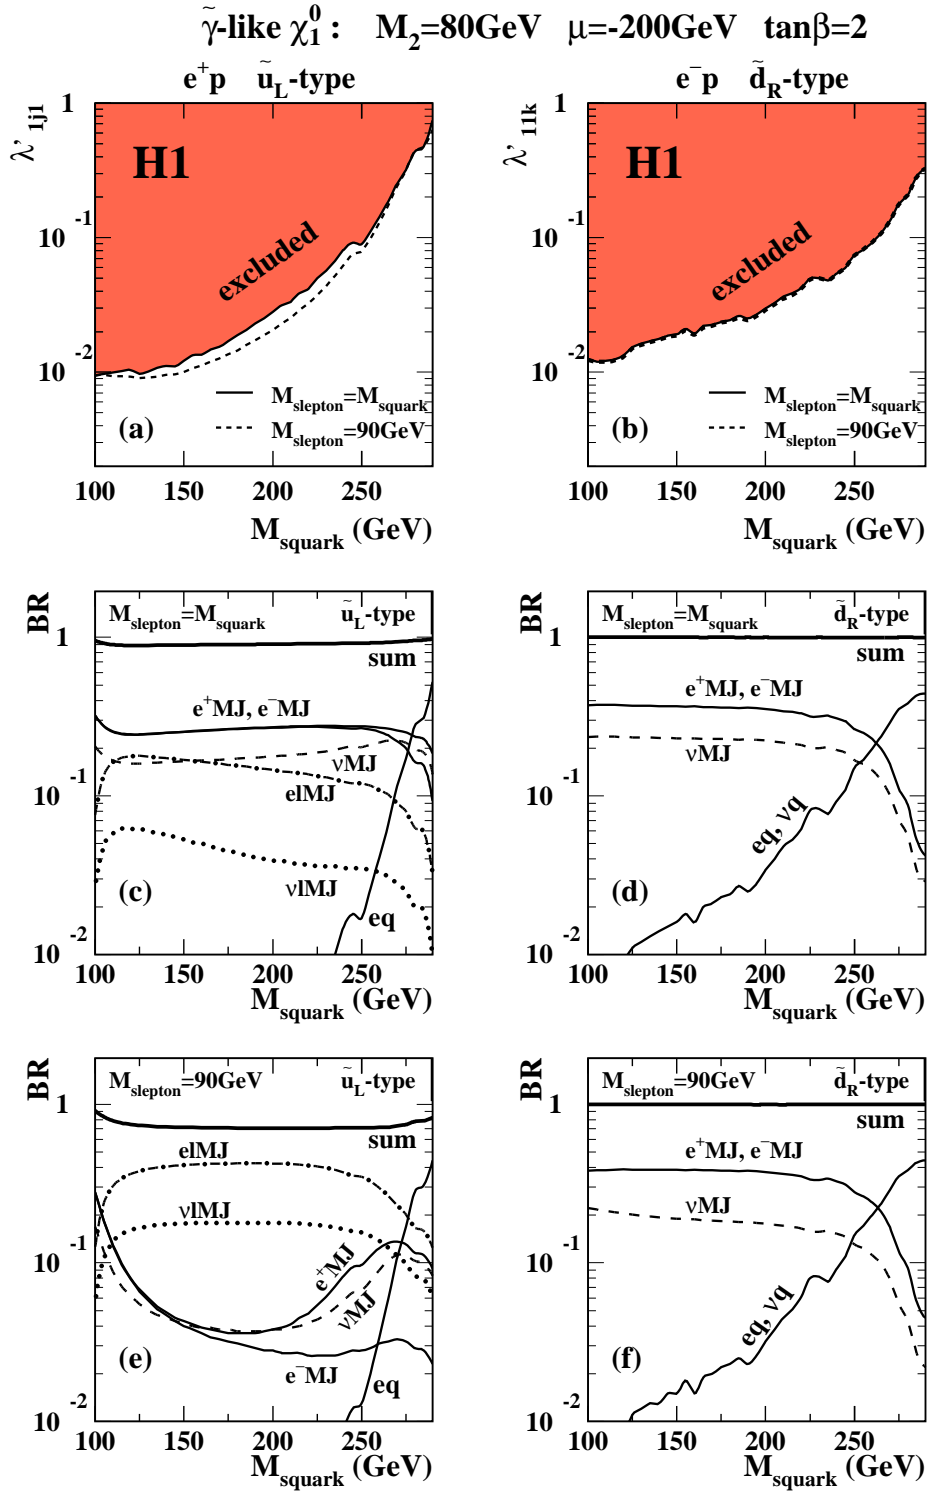 γ̃-like χ₁⁰ : M₂=80GeV μ=-200GeV tanβ=2
e⁺p ũ_L-type
e⁻p d̃_R-type
λ'₁ⱼ₁
1
10⁻¹
10⁻²
H1
excluded
M_slepton=M_squark
M_slepton=90GeV
(a)
100 150 200 250
M_squark (GeV)
λ'₁₁ₖ
1
10⁻¹
10⁻²
H1
excluded
M_slepton=M_squark
M_slepton=90GeV
(b)
100 150 200 250
M_squark (GeV)
BR
1
10⁻¹
10⁻²
M_slepton=M_squark ũ_L-type
sum
e⁺MJ, e⁻MJ
νMJ
elMJ
νlMJ
(c)
eq
100 150 200 250
M_squark (GeV)
BR
1
10⁻¹
10⁻²
M_slepton=M_squark d̃_R-type
sum
e⁺MJ, e⁻MJ
νMJ
eq, νq
(d)
100 150 200 250
M_squark (GeV)
BR
1
10⁻¹
10⁻²
M_slepton=90GeV ũ_L-type
sum
elMJ
νlMJ
e⁺MJ
νMJ
e⁻MJ
(e)
eq
100 150 200 250
M_squark (GeV)
BR
1
10⁻¹
10⁻²
M_slepton=90GeV d̃_R-type
sum
e⁺MJ, e⁻MJ
νMJ
eq, νq
(f)
100 150 200 250
M_squark (GeV)